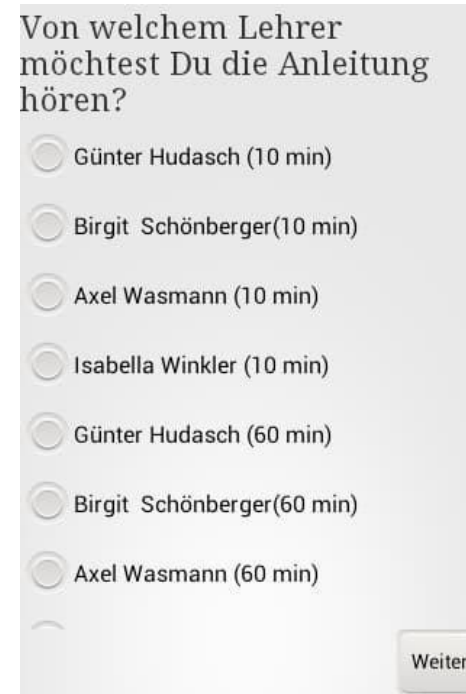 Von welchem Lehrer
möchtest Du die Anleitung
hören?
Günter Hudasch (10 min)
Birgit  Schönberger(10 min)
Axel Wasmann (10 min)
Isabella Winkler (10 min)
Günter Hudasch (60 min)
Birgit  Schönberger(60 min)
Axel Wasmann (60 min)
Weiter